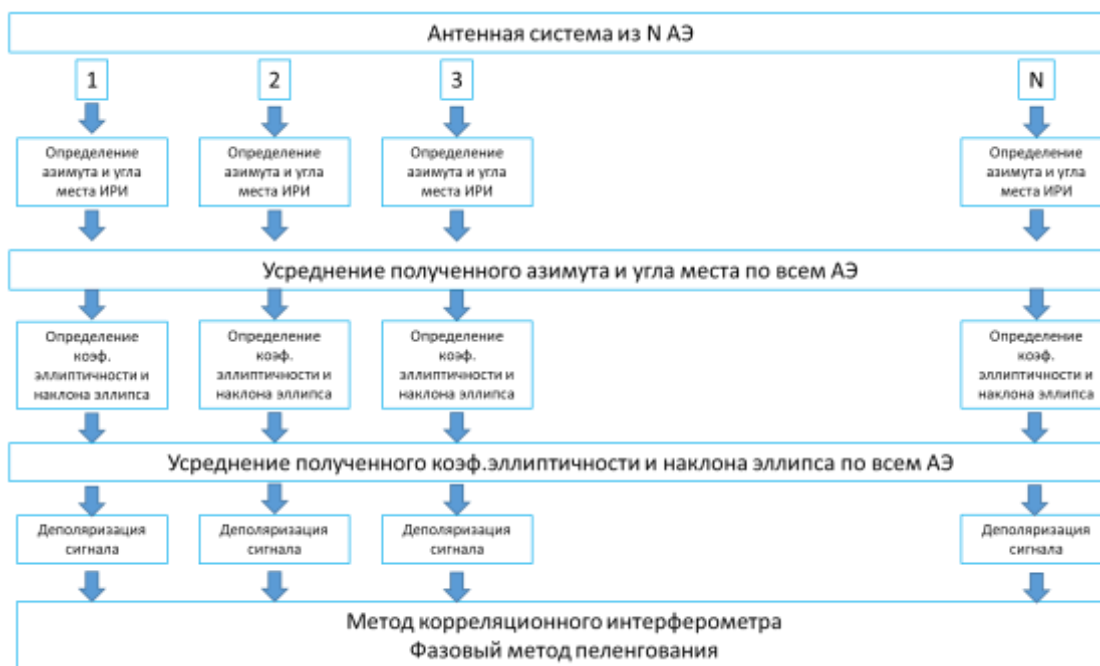 Антенная система из N АЭ
1
2
3
N
Определение
азимута и угла
места ИРИ
Определение
азимута и угла
места ИРИ
Определение
азимута и угла
места ИРИ
Определение
азимута и угла
места ИРИ
Усреднение полученного азимута и угла места по всем АЭ
Определение
коэф.
эллиптичности и
наклона эллипса
Определение
коэф.
эллиптичности и
наклона эллипса
Определение
коэф.
эллиптичности и
наклона эллипса
Определение
коэф.
эллиптичности и
наклона эллипса
Усреднение полученного коэф.эллиптичности и наклона эллипса по всем АЭ
Деполяризация
сигнала
Деполяризация
сигнала
Деполяризация
сигнала
Деполяризация
сигнала
Метод корреляционного интерферометра
Фазовый метод пеленгования